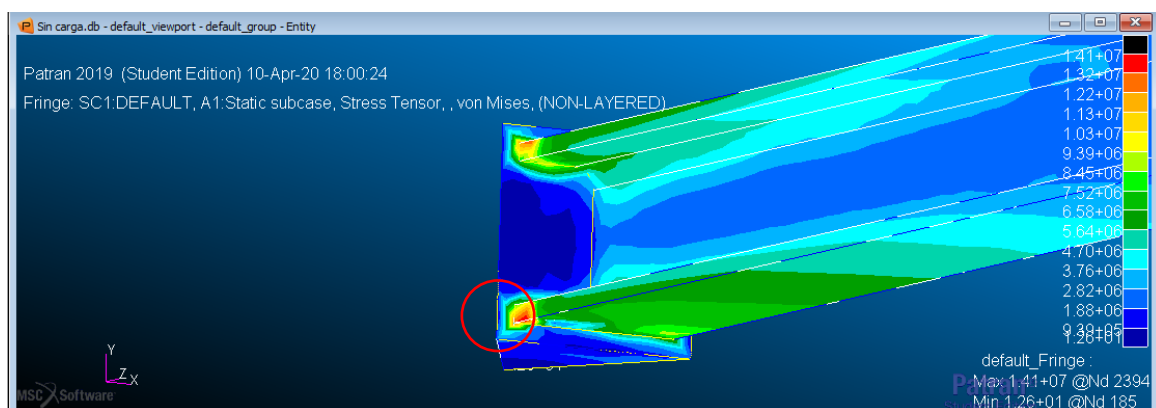 Sin carga.db - default_viewport - default_group - Entity
Patran 2019 (Student Edition) 10-Apr-20 18:00:24
Fringe: SC1:DEFAULT, A1:Static subcase, Stress Tensor, , von Mises, (NON-LAYERED)
1.41+07
1.32+07
1.22+07
1.13+07
1.03+07
9.39+06
8.45+06
7.52+06
6.58+06
5.64+06
4.70+06
3.76+06
2.82+06
1.88+06
9.39+05
1.26+01
default_Fringe :
Max 1.41+07 @Nd 2394
Min 1.26+01 @Nd 185
Y
Z
X
MSC Software
Patran